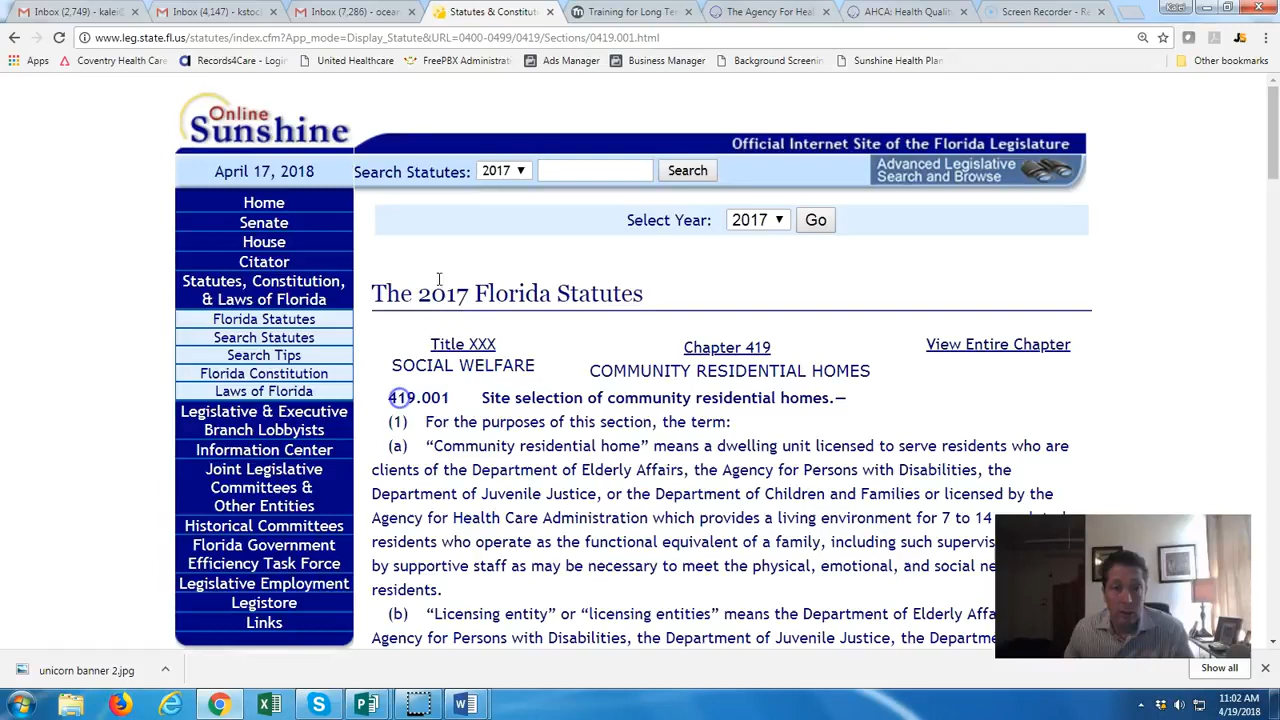 Inbox (2,749) - kalei
Inbox (4,147) - kstoch
Inbox (7,286) - ocean
Statutes & Constitut
Training for Long Te
The Agency For Heal
AHCA: Health Qualit
Screen Recorder - Re
www.leg.state.fl.us/statutes/index.cfm?App_mode=Display_Statute&URL=0400-0499/0419/Sections/0419.001.html
Apps
Coventry Health Care
Records4Care - Login
United Healthcare
FreePBX Administrat
Ads Manager
Business Manager
Background Screening
Sunshine Health Plan
Other bookmarks
Online
Sunshine
Official Internet Site of the Florida Legislature
April 17, 2018
Search Statutes:
2017
Search
Advanced Legislative
Search and Browse
Select Year:
2017
Go
Home
Senate
House
Citator
Statutes, Constitution,
& Laws of Florida
Florida Statutes
Search Statutes
Search Tips
Florida Constitution
Laws of Florida
Legislative & Executive
Branch Lobbyists
Information Center
Joint Legislative
Committees &
Other Entities
Historical Committees
Florida Government
Efficiency Task Force
Legislative Employment
Legistore
Links
The 2017 Florida Statutes
Title XXX
SOCIAL WELFARE
Chapter 419
COMMUNITY RESIDENTIAL HOMES
View Entire Chapter
419.001 Site selection of community residential homes.—
(1) For the purposes of this section, the term:
(a) “Community residential home” means a dwelling unit licensed to serve residents who are
clients of the Department of Elderly Affairs, the Agency for Persons with Disabilities, the
Department of Juvenile Justice, or the Department of Children and Families or licensed by the
Agency for Health Care Administration which provides a living environment for 7 to 14
residents who operate as the functional equivalent of a family, including such supervis
by supportive staff as may be necessary to meet the physical, emotional, and social ne
residents.
(b) “Licensing entity” or “licensing entities” means the Department of Elderly Affa
Agency for Persons with Disabilities, the Department of Juvenile Justice, the Departme
unicorn banner 2.jpg
Show all
11:02 AM
4/19/2018